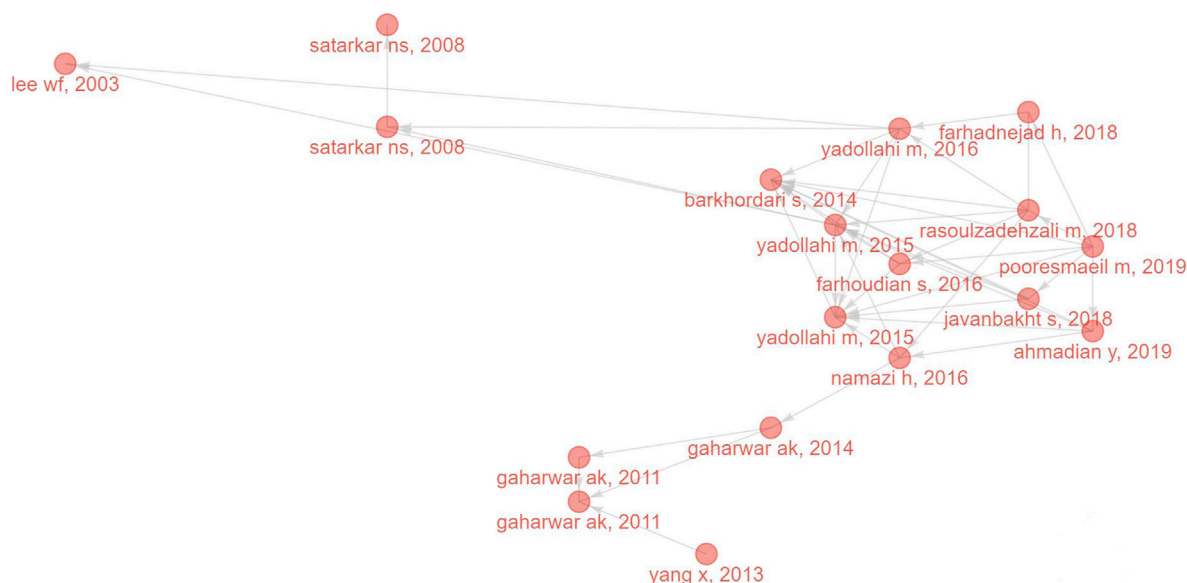 satarkar ns, 2008
lee wf, 2003
farhadnejad h, 2018
satarkar ns, 2008
yadollahi m, 2016
barkhordari s, 2014
rasoulzadehzali m, 2018
yadollahi m, 2015
pooresmaeil m, 2019
farhoudian s, 2016
javanbakht s, 2018
yadollahi m, 2015
ahmadian y, 2019
namazi h, 2016
gaharwar ak, 2014
gaharwar ak, 2011
gaharwar ak, 2011
yang x, 2013